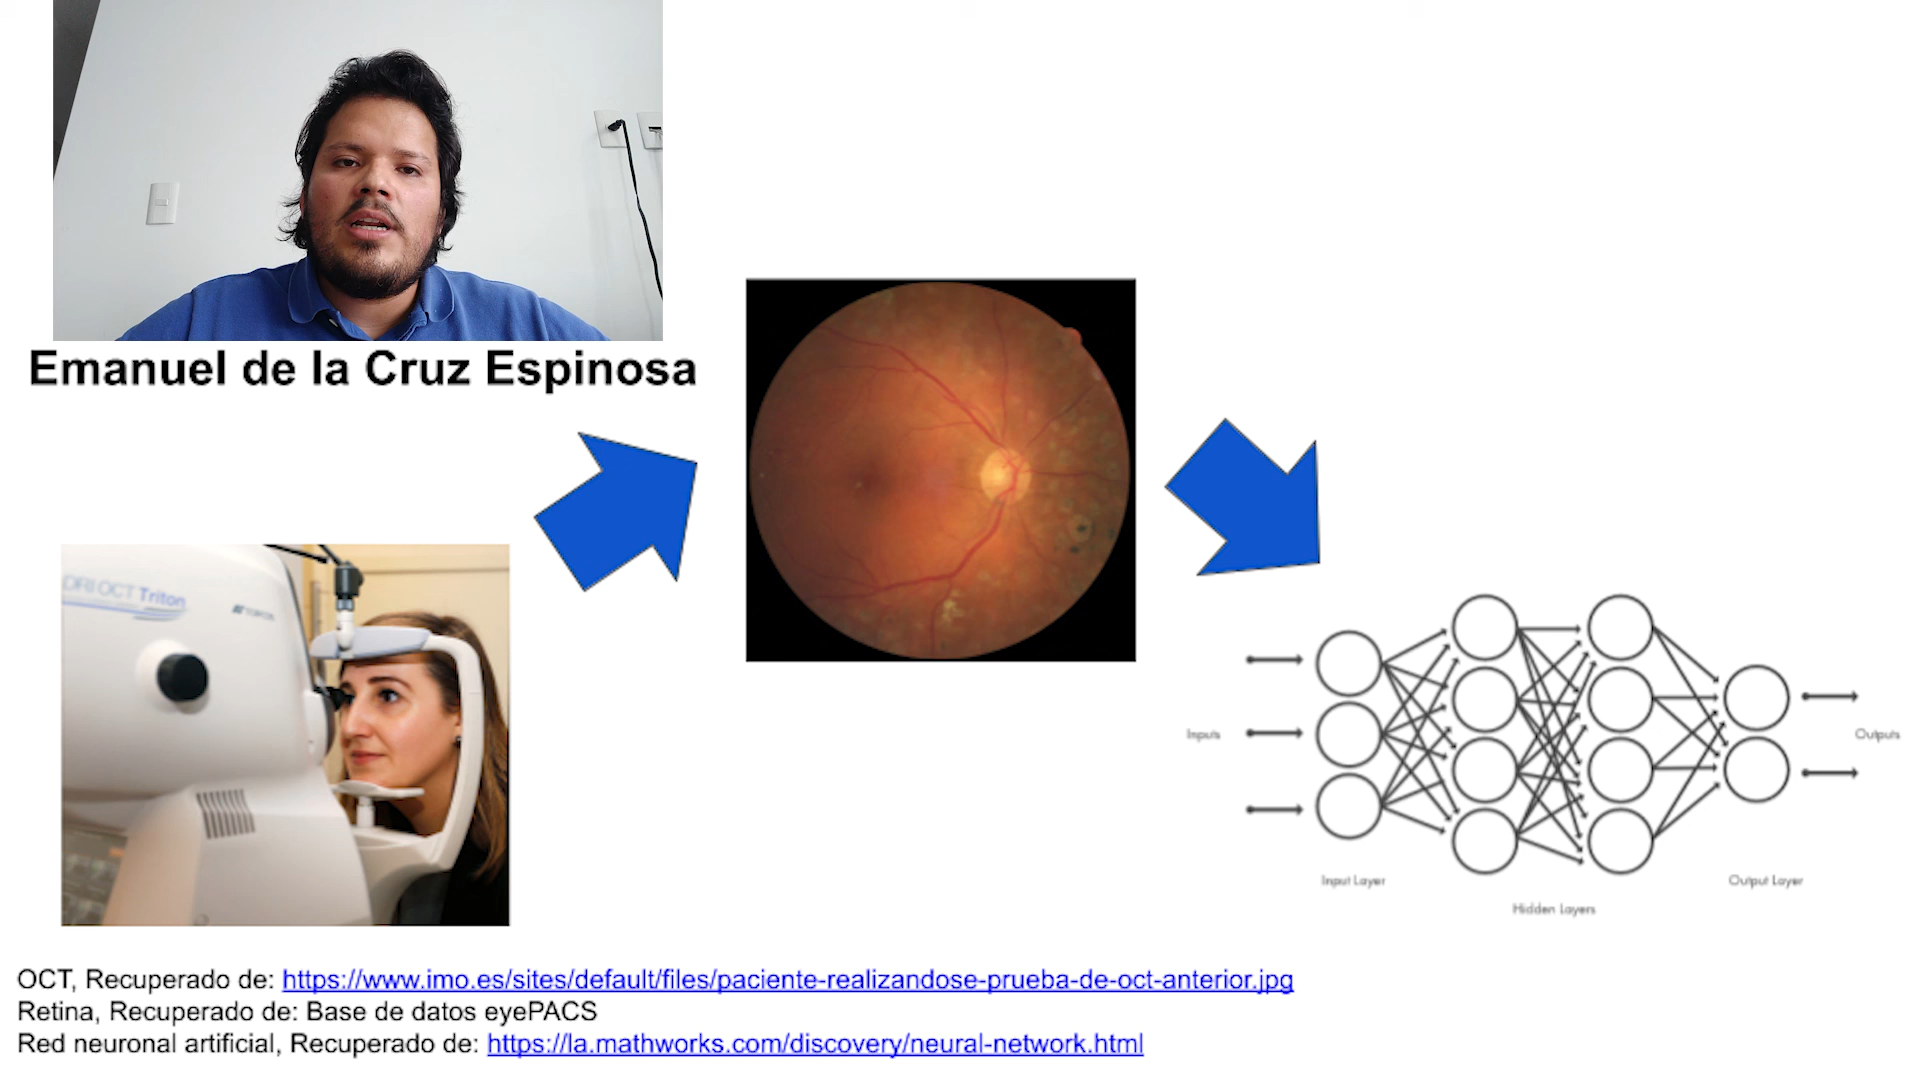 Emanuel de la Cruz Espinosa
DRI OCT Triton
TOPCON
Inputs
Outputs
Input Layer
Output Layer
Hidden Layers
OCT, Recuperado de: https://www.imo.es/sites/default/files/paciente-realizandose-prueba-de-oct-anterior.jpg
Retina, Recuperado de: Base de datos eyePACS
Red neuronal artificial, Recuperado de: https://la.mathworks.com/discovery/neural-network.html